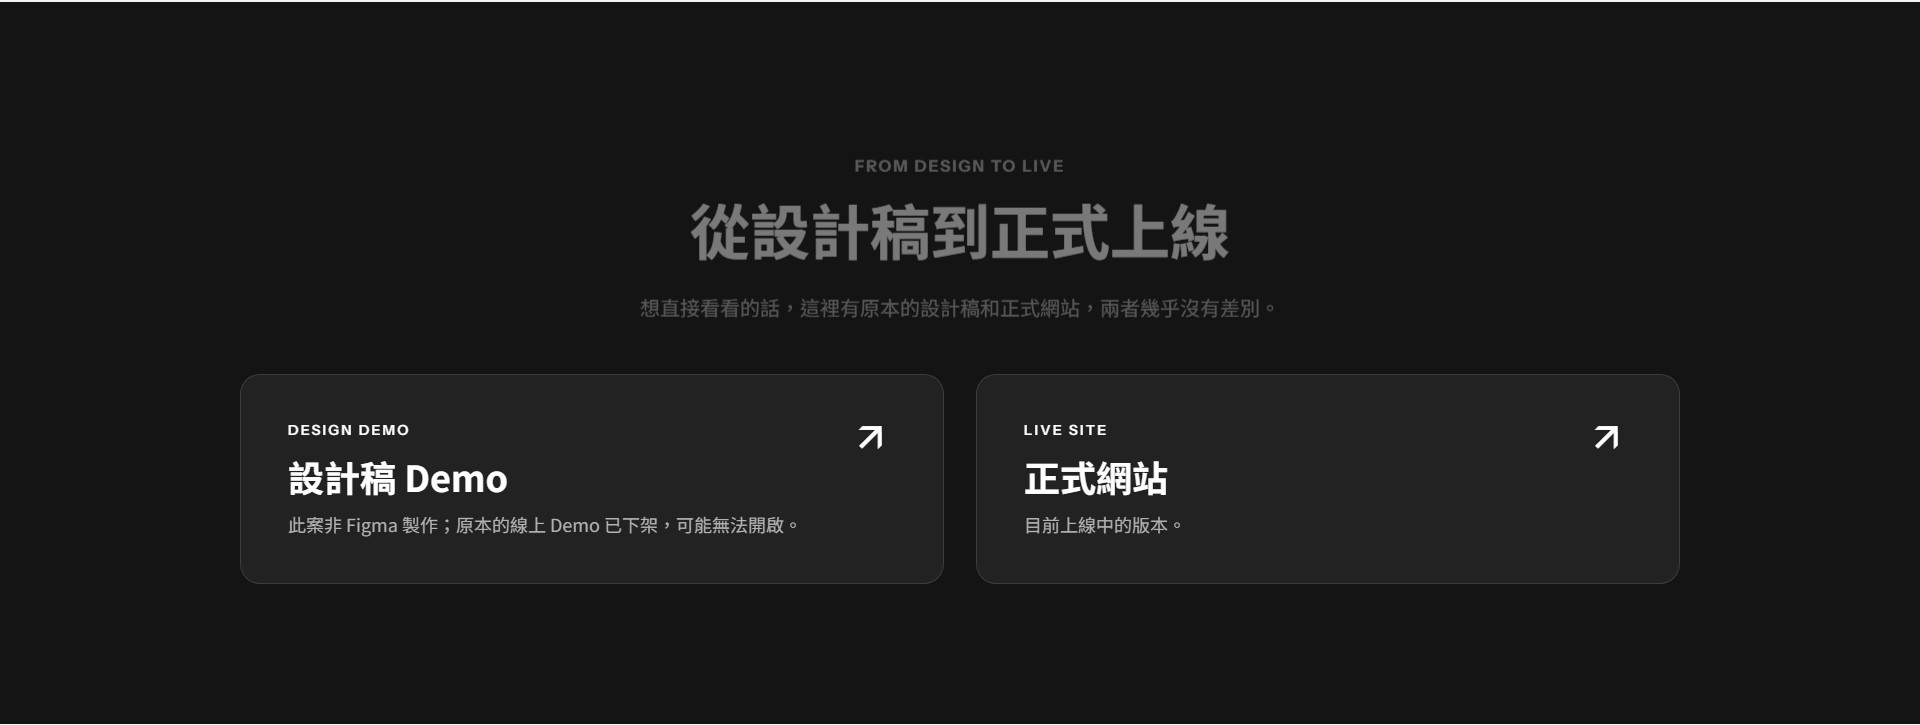 FROM DESIGN TO LIVE
從設計稿到正式上線
想直接看看的話，這裡有原本的設計稿和正式網站，兩者幾乎沒有差別。
DESIGN DEMO
設計稿 Demo
此案非 Figma 製作；原本的線上 Demo 已下架，可能無法開啟。
LIVE SITE
正式網站
目前上線中的版本。